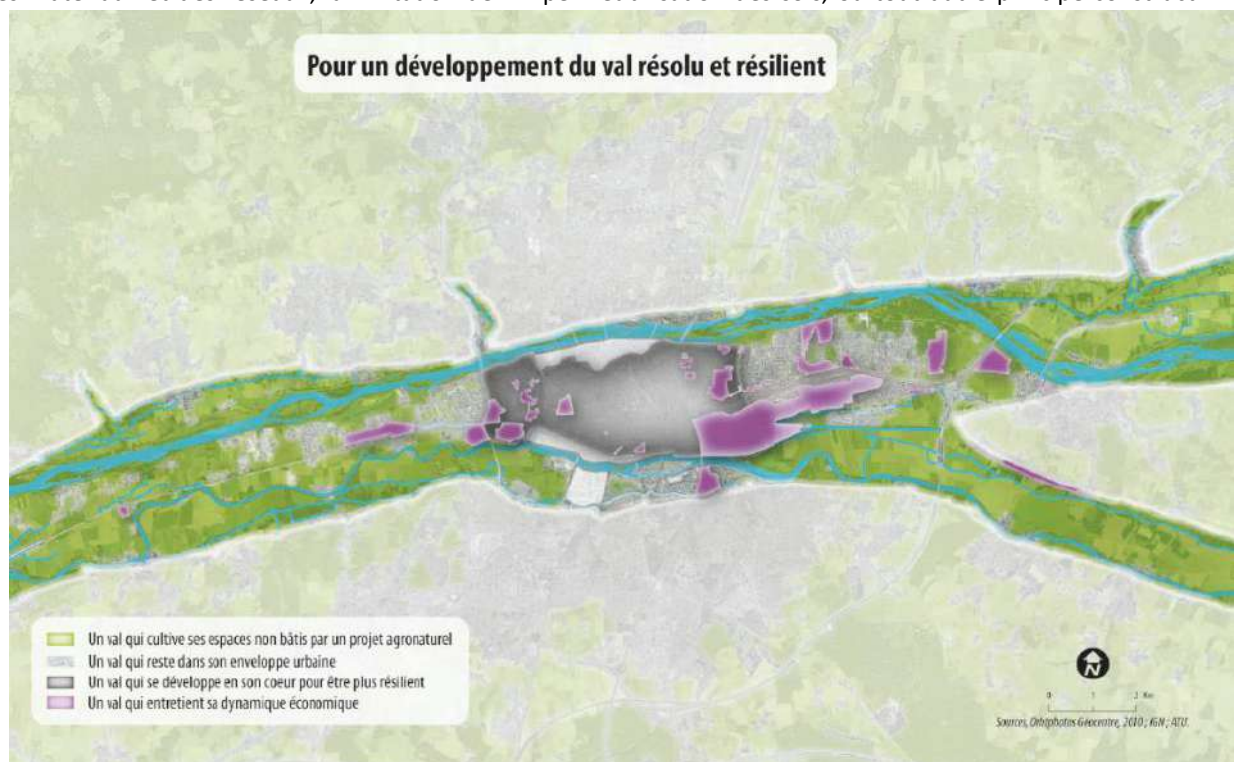 Pour un développement du val résolu et résilient
Un val qui cultive ses espaces non bâtis par un projet agronaturel
Un val qui reste dans son enveloppe urbaine
Un val qui se développe en son coeur pour être plus résilient
Un val qui entretient sa dynamique économique
N
0 1 2 Km
Sources, Orthophotos Géocentre, 2010 ; IGN ; ATU.